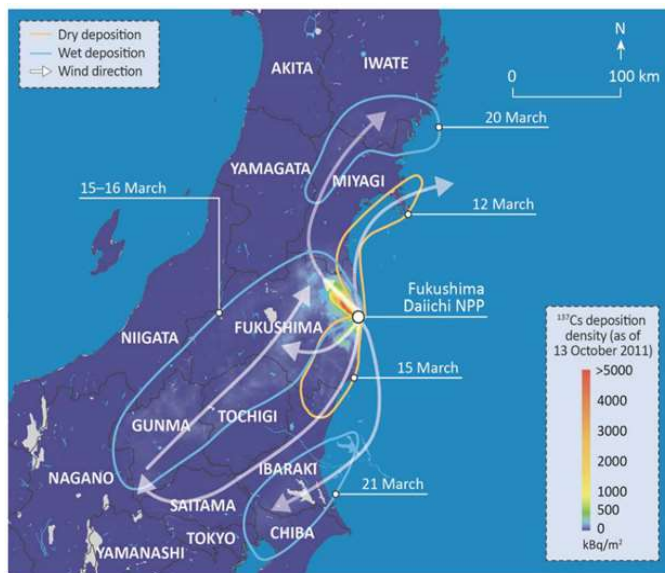 Dry deposition
Wet deposition
Wind direction
N
0 100 km
AKITA
IWATE
20 March
YAMAGATA
MIYAGI
15–16 March
12 March
Fukushima
Daiichi NPP
NIIGATA
FUKUSHIMA
15 March
GUNMA
TOCHIGI
NAGANO
IBARAKI
SAITAMA
21 March
TOKYO
CHIBA
YAMANASHI
¹³⁷Cs deposition
density (as of
13 October 2011)
>5000
4000
3000
2000
1000
500
0
kBq/m²